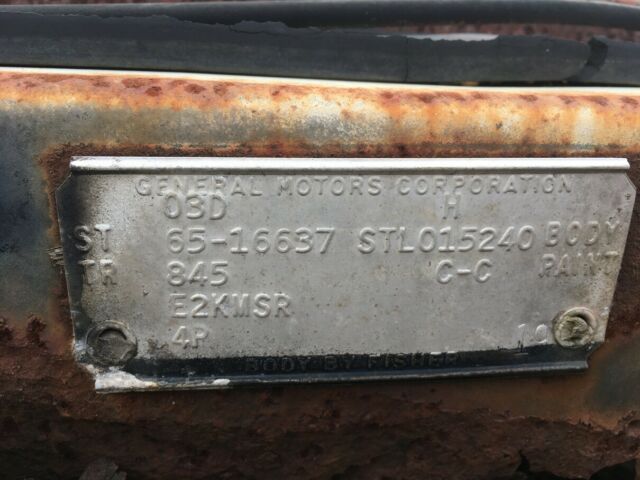 GENERAL MOTORS CORPORATION
03D H
ST 65-16637 STL015240 BODY
TR 845 C-C PAINT
E2KMSR
4P
BODY BY FISHER